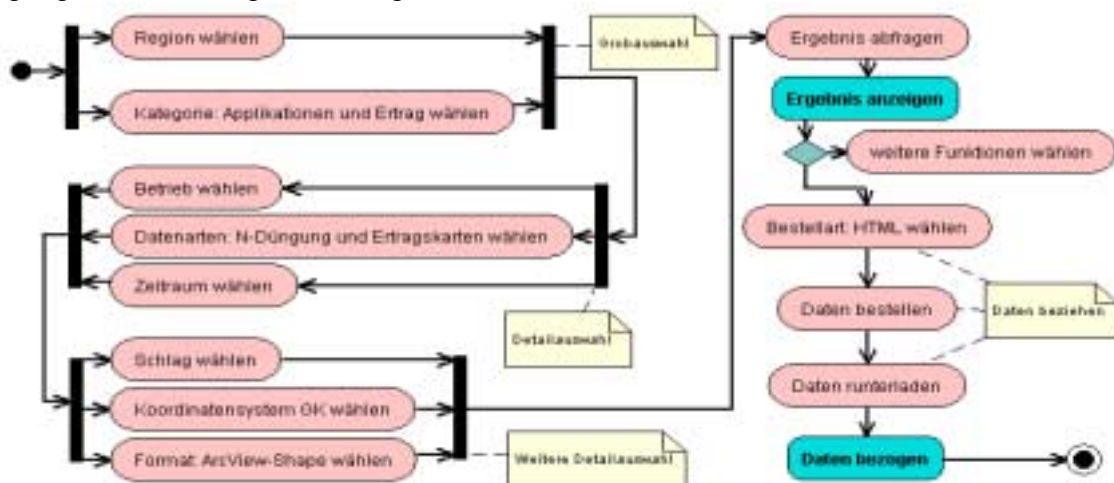 Region wählen
Grobauswahl
Kategorie: Applikationen und Ertrag wählen
Betrieb wählen
Datenarten: N-Düngung und Ertragskarten wählen
Zeitraum wählen
Detailauswahl
Schlag wählen
Koordinatensystem GK wählen
Format: ArcView-Shape wählen
Weitere Detailauswahl
Ergebnis abfragen
Ergebnis anzeigen
weitere Funktionen wählen
Bestellart: HTML wählen
Daten bestellen
Daten beziehen
Daten runterladen
Daten bezogen